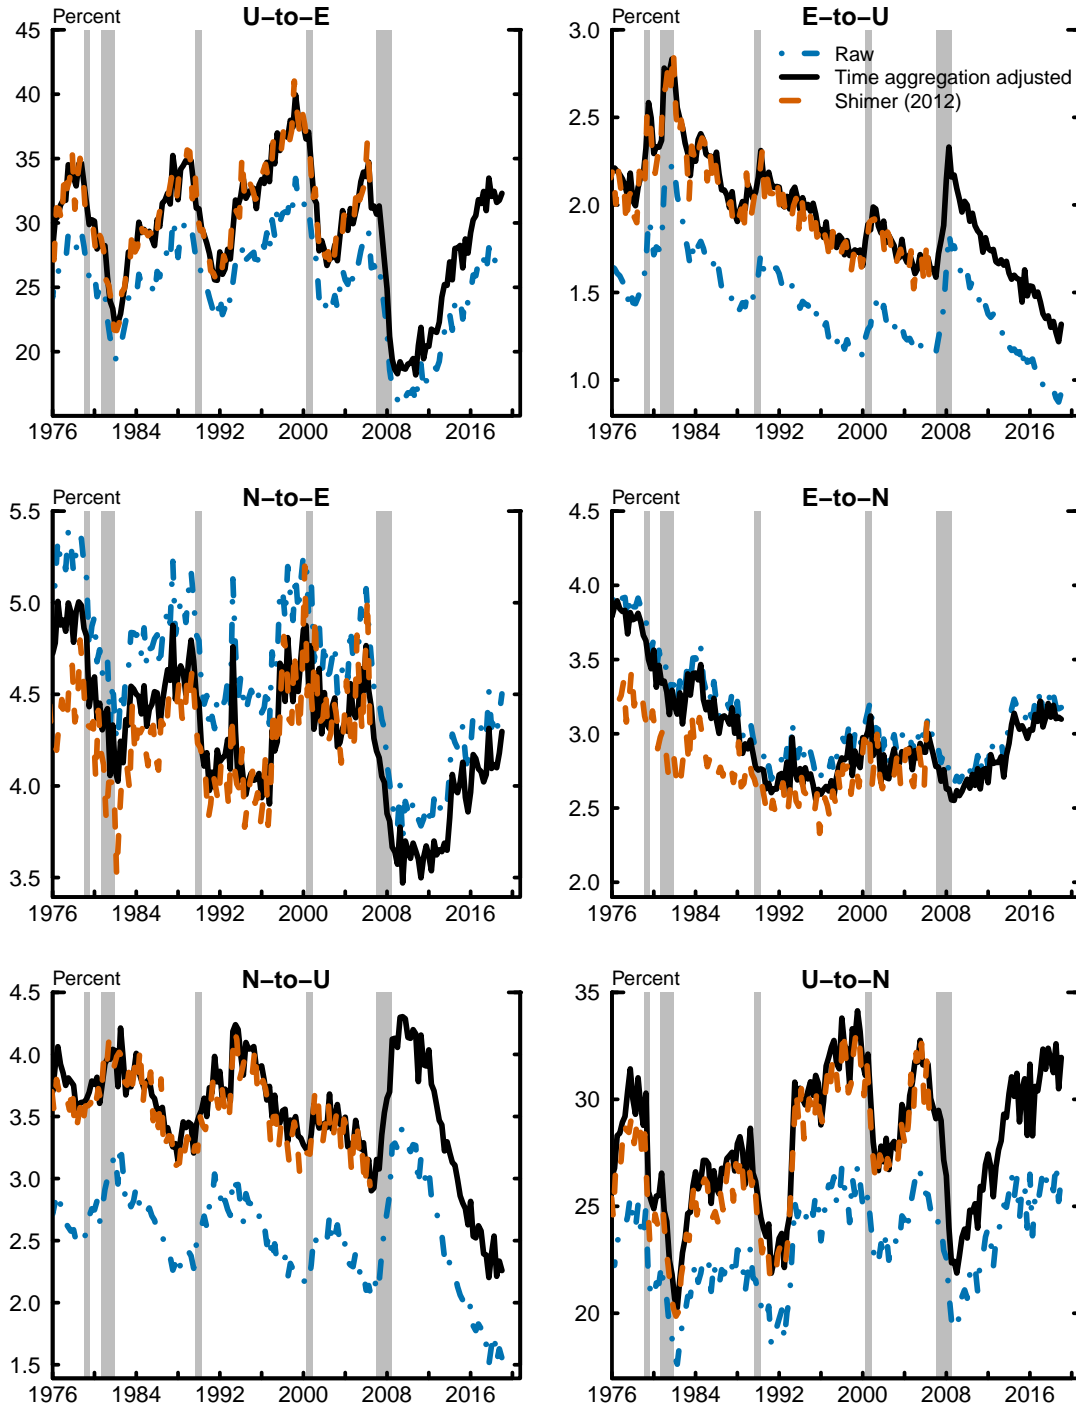 Percent
U–to–E
45
40
35
30
25
20
1976 1984 1992 2000 2008 2016
Percent
E–to–U
Raw
Time aggregation adjusted
Shimer (2012)
3.0
2.5
2.0
1.5
1.0
1976 1984 1992 2000 2008 2016
Percent
N–to–E
5.5
5.0
4.5
4.0
3.5
1976 1984 1992 2000 2008 2016
Percent
E–to–N
4.5
4.0
3.5
3.0
2.5
2.0
1976 1984 1992 2000 2008 2016
Percent
N–to–U
4.5
4.0
3.5
3.0
2.5
2.0
1.5
1976 1984 1992 2000 2008 2016
Percent
U–to–N
35
30
25
20
1976 1984 1992 2000 2008 2016